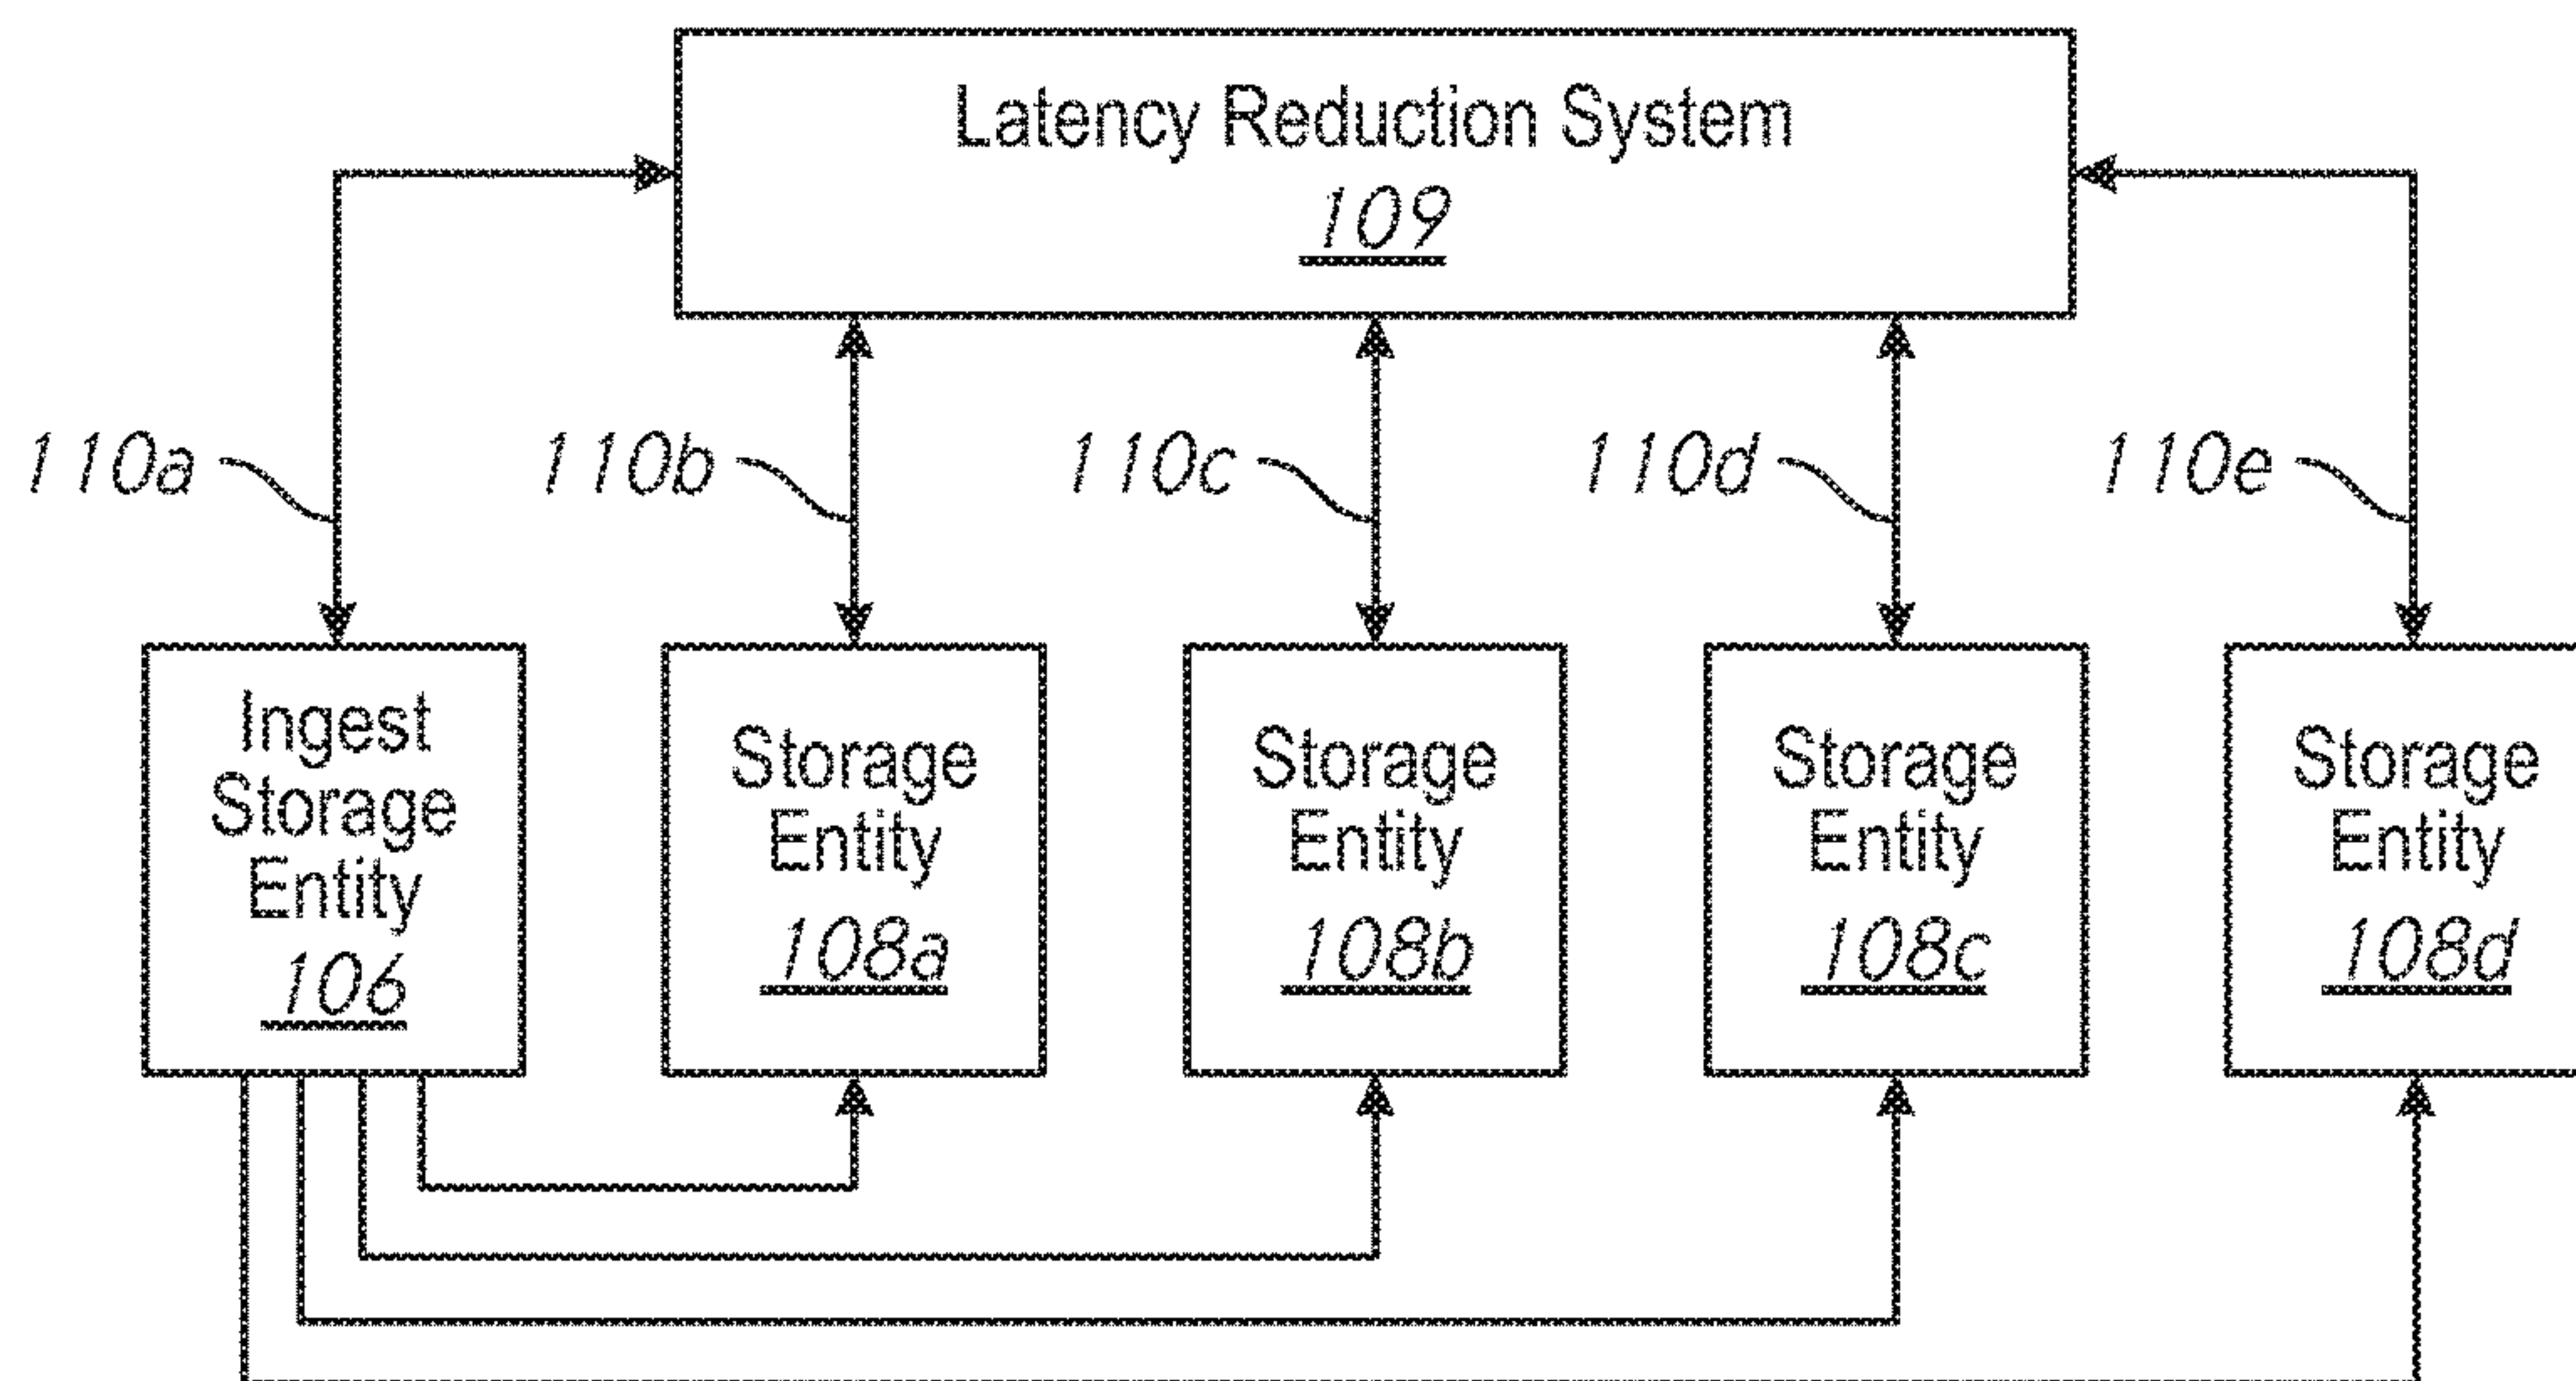 Latency Reduction System
109
110a
110b
110c
110d
110e
Ingest
Storage
Entity
106
Storage
Entity
108a
Storage
Entity
108b
Storage
Entity
108c
Storage
Entity
108d